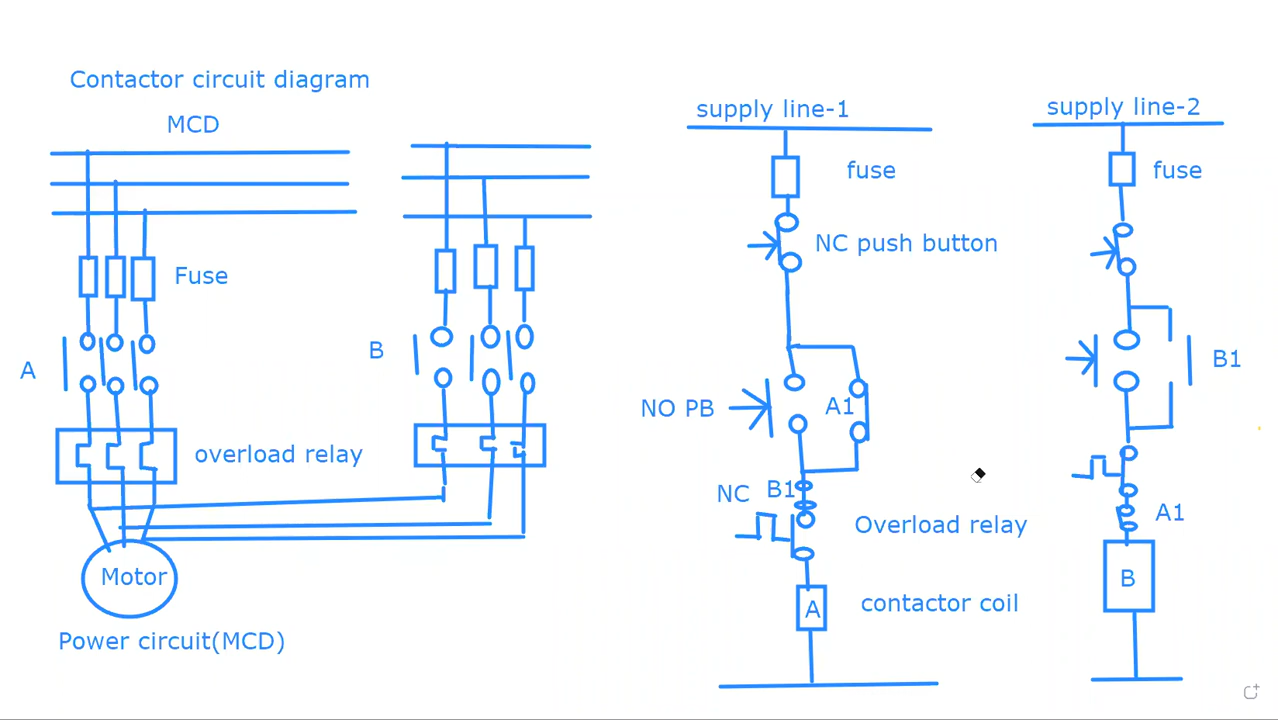 Contactor circuit diagram
MCD
Fuse
A
overload relay
Motor
Power circuit(MCD)
B
supply line-1
fuse
NC push button
NO PB
A1
NC
B1
Overload relay
A
contactor coil
supply line-2
fuse
B1
A1
B